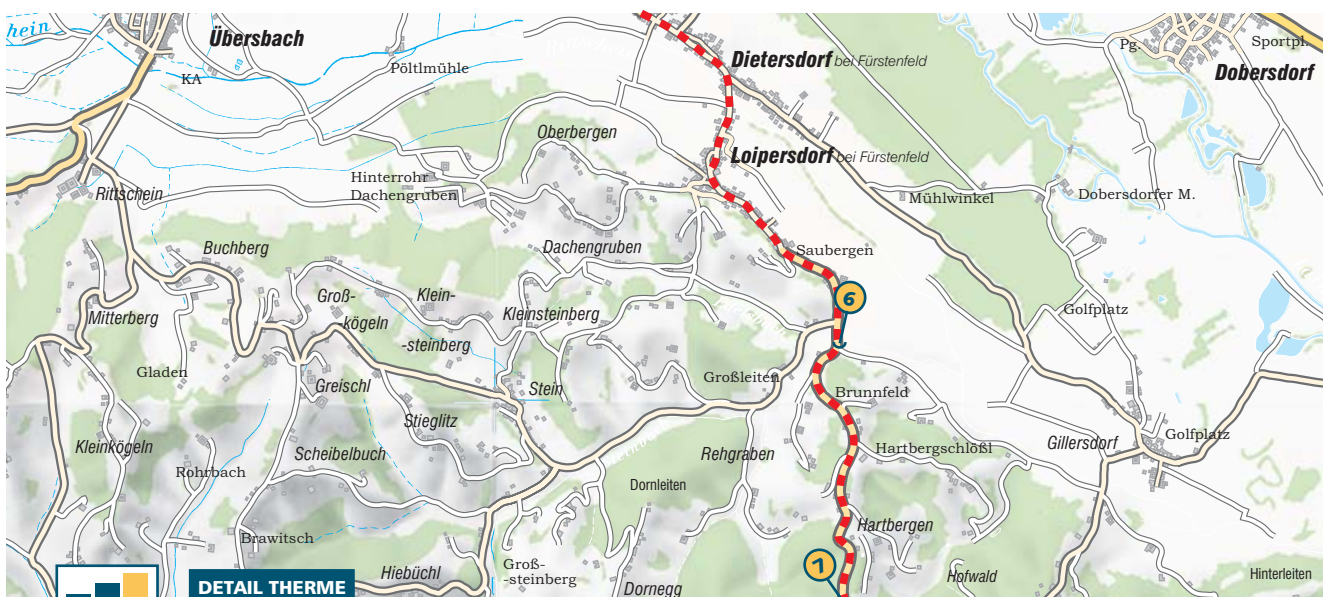 hein
Übersbach
KA
Pöltlmühle
Dietersdorf bei Fürstenfeld
Pg.
Sportpl.
Dobersdorf
Oberbergen
Loipersdorf bei Fürstenfeld
Hinterrohr
Dachengruben
Rittschein
Mühlwinkel
Dobersdorfer M.
Buchberg
Dachengruben
Saubergen
6
Mitterberg
Groß-
-kögeln
Klein-
-steinberg
Kleinsteinberg
Golfplatz
Gladen
Greischl
Stein
Großleiten
Brunnfeld
Stieglitz
Kleinkögeln
Rohrbach
Scheibelbuch
Rehgraben
Hartbergschlößl
Gillersdorf
Golfplatz
Dornleiten
Hartbergen
Brawitsch
Hiebüchl
Groß-
-steinberg
Dornegg
1
Hofwald
Hinterleiten
DETAIL THERME